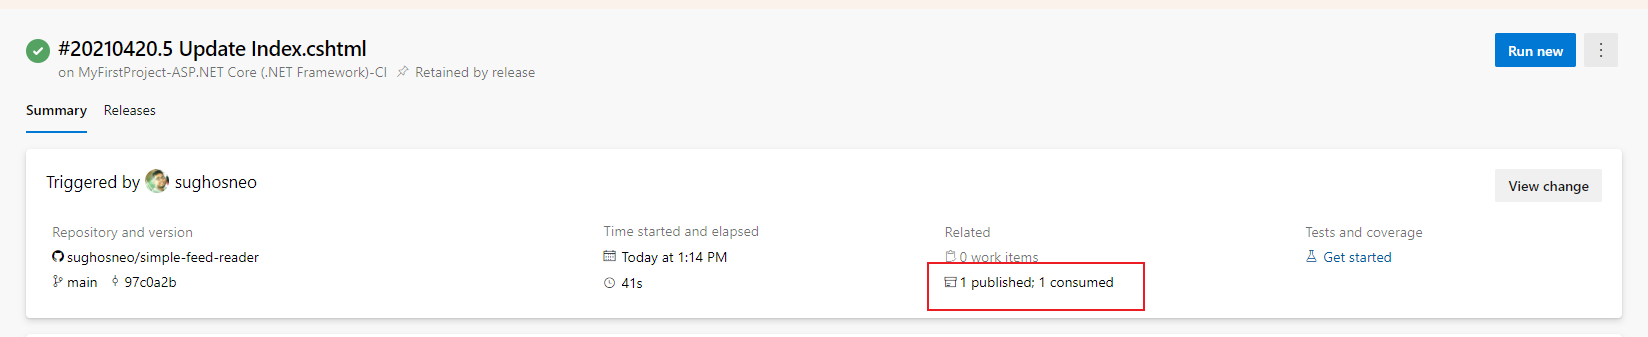 #20210420.5 Update Index.cshtml
on MyFirstProject-ASP.NET Core (.NET Framework)-CI Retained by release
Run new
Summary Releases
Triggered by sughosneo
View change
Repository and version
sughosneo/simple-feed-reader
main 97c0a2b
Time started and elapsed
Today at 1:14 PM
41s
Related
0 work items
1 published; 1 consumed
Tests and coverage
Get started